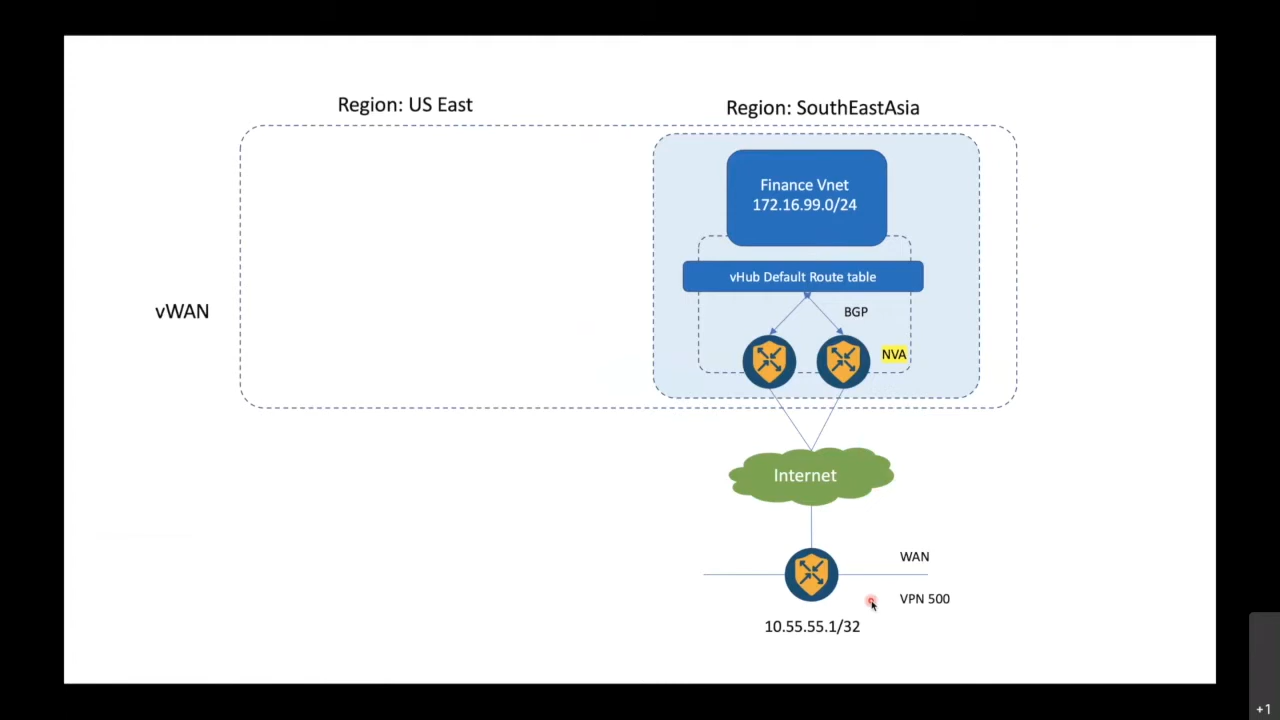 Region: US East
Region: SouthEastAsia
Finance Vnet
172.16.99.0/24
vHub Default Route table
vWAN
BGP
NVA
Internet
WAN
VPN 500
10.55.55.1/32
+1